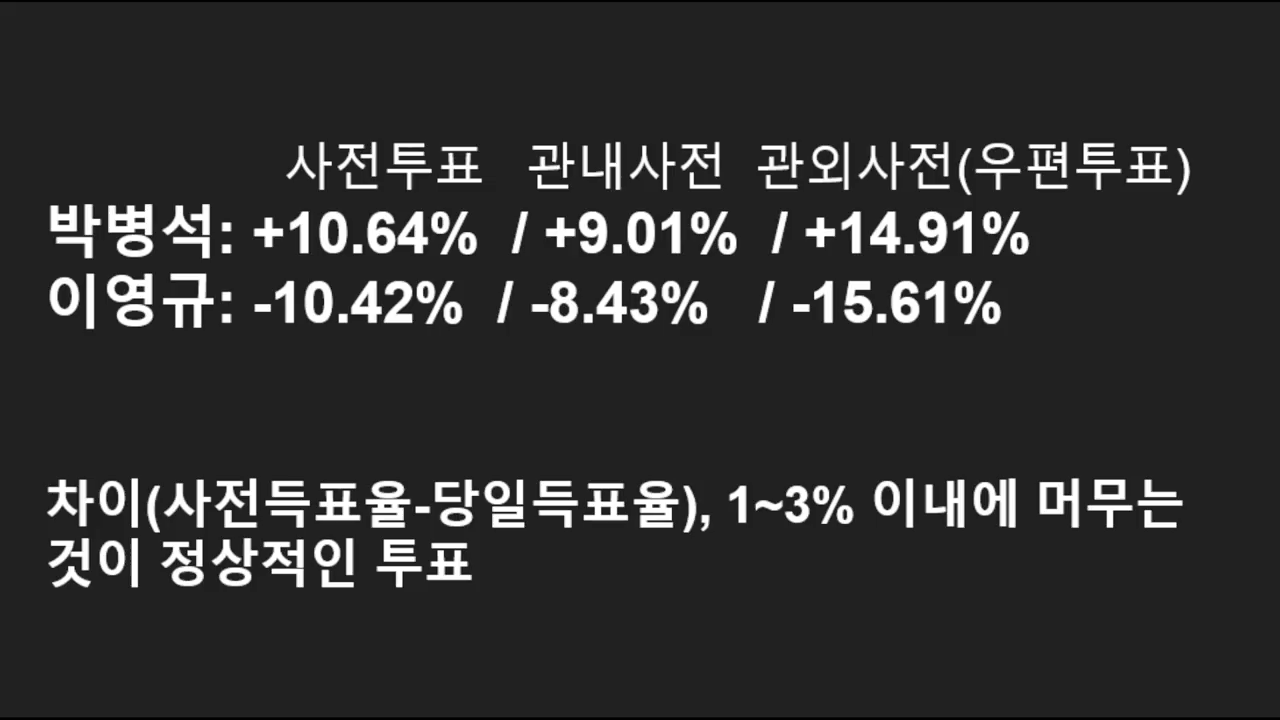 사전투표 관내사전 관외사전(우편투표)
박병석: +10.64% / +9.01% / +14.91%
이영규: -10.42% / -8.43% / -15.61%
차이(사전득표율-당일득표율), 1~3% 이내에 머무는
것이 정상적인 투표